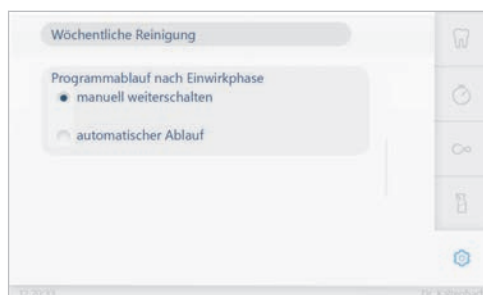 Wöchentliche Reinigung
Programmablauf nach Einwirkphase
manuell weiterschalten
automatischer Ablauf